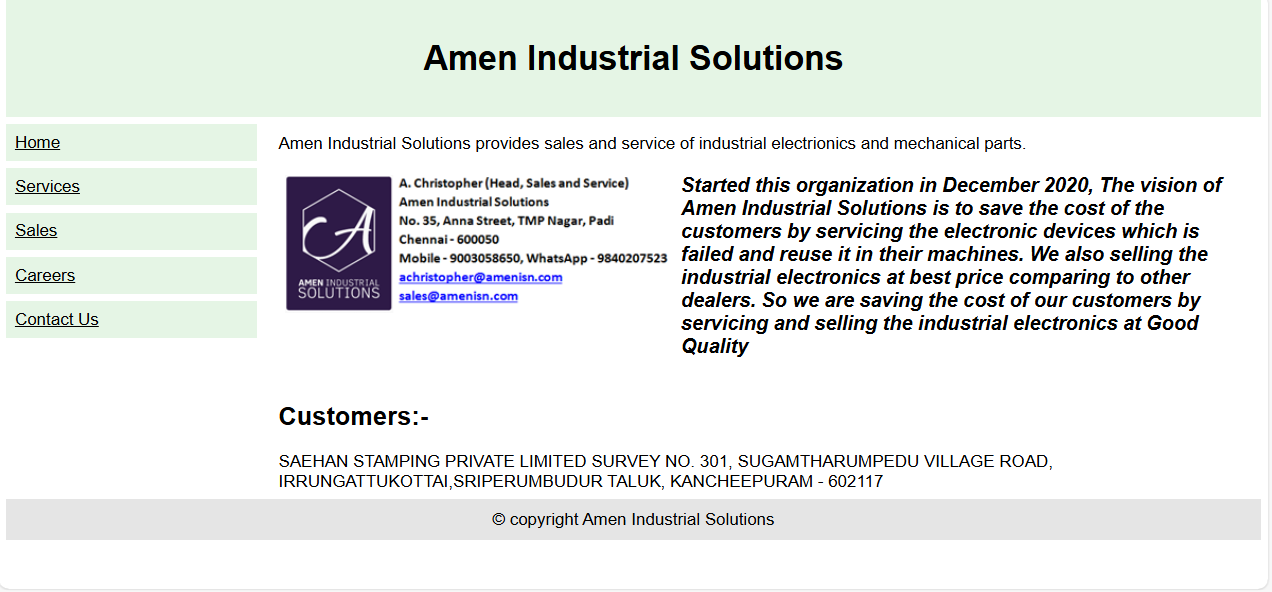 Amen Industrial Solutions
Home
Services
Sales
Careers
Contact Us
Amen Industrial Solutions provides sales and service of industrial electrionics and mechanical parts.
CA
AMEN INDUSTRIAL
SOLUTIONS
A. Christopher (Head, Sales and Service)
Amen Industrial Solutions
No. 35, Anna Street, TMP Nagar, Padi
Chennai - 600050
Mobile - 9003058650, WhatsApp - 9840207523
achristopher@amenisn.com
sales@amenisn.com
Started this organization in December 2020, The vision of
Amen Industrial Solutions is to save the cost of the
customers by servicing the electronic devices which is
failed and reuse it in their machines. We also selling the
industrial electronics at best price comparing to other
dealers. So we are saving the cost of our customers by
servicing and selling the industrial electronics at Good
Quality
Customers:-
SAEHAN STAMPING PRIVATE LIMITED SURVEY NO. 301, SUGAMTHARUMPEDU VILLAGE ROAD,
IRRUNGATTUKOTTAI,SRIPERUMBUDUR TALUK, KANCHEEPURAM - 602117
© copyright Amen Industrial Solutions